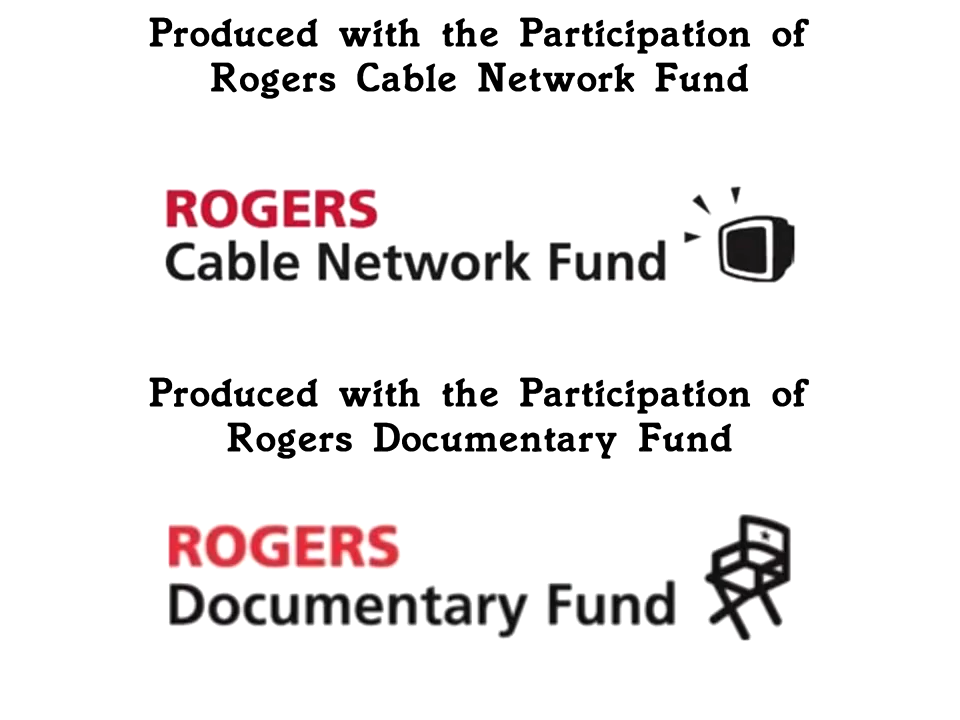 Produced with the Participation of
Rogers Cable Network Fund
ROGERS
Cable Network Fund
Produced with the Participation of
Rogers Documentary Fund
ROGERS
Documentary Fund